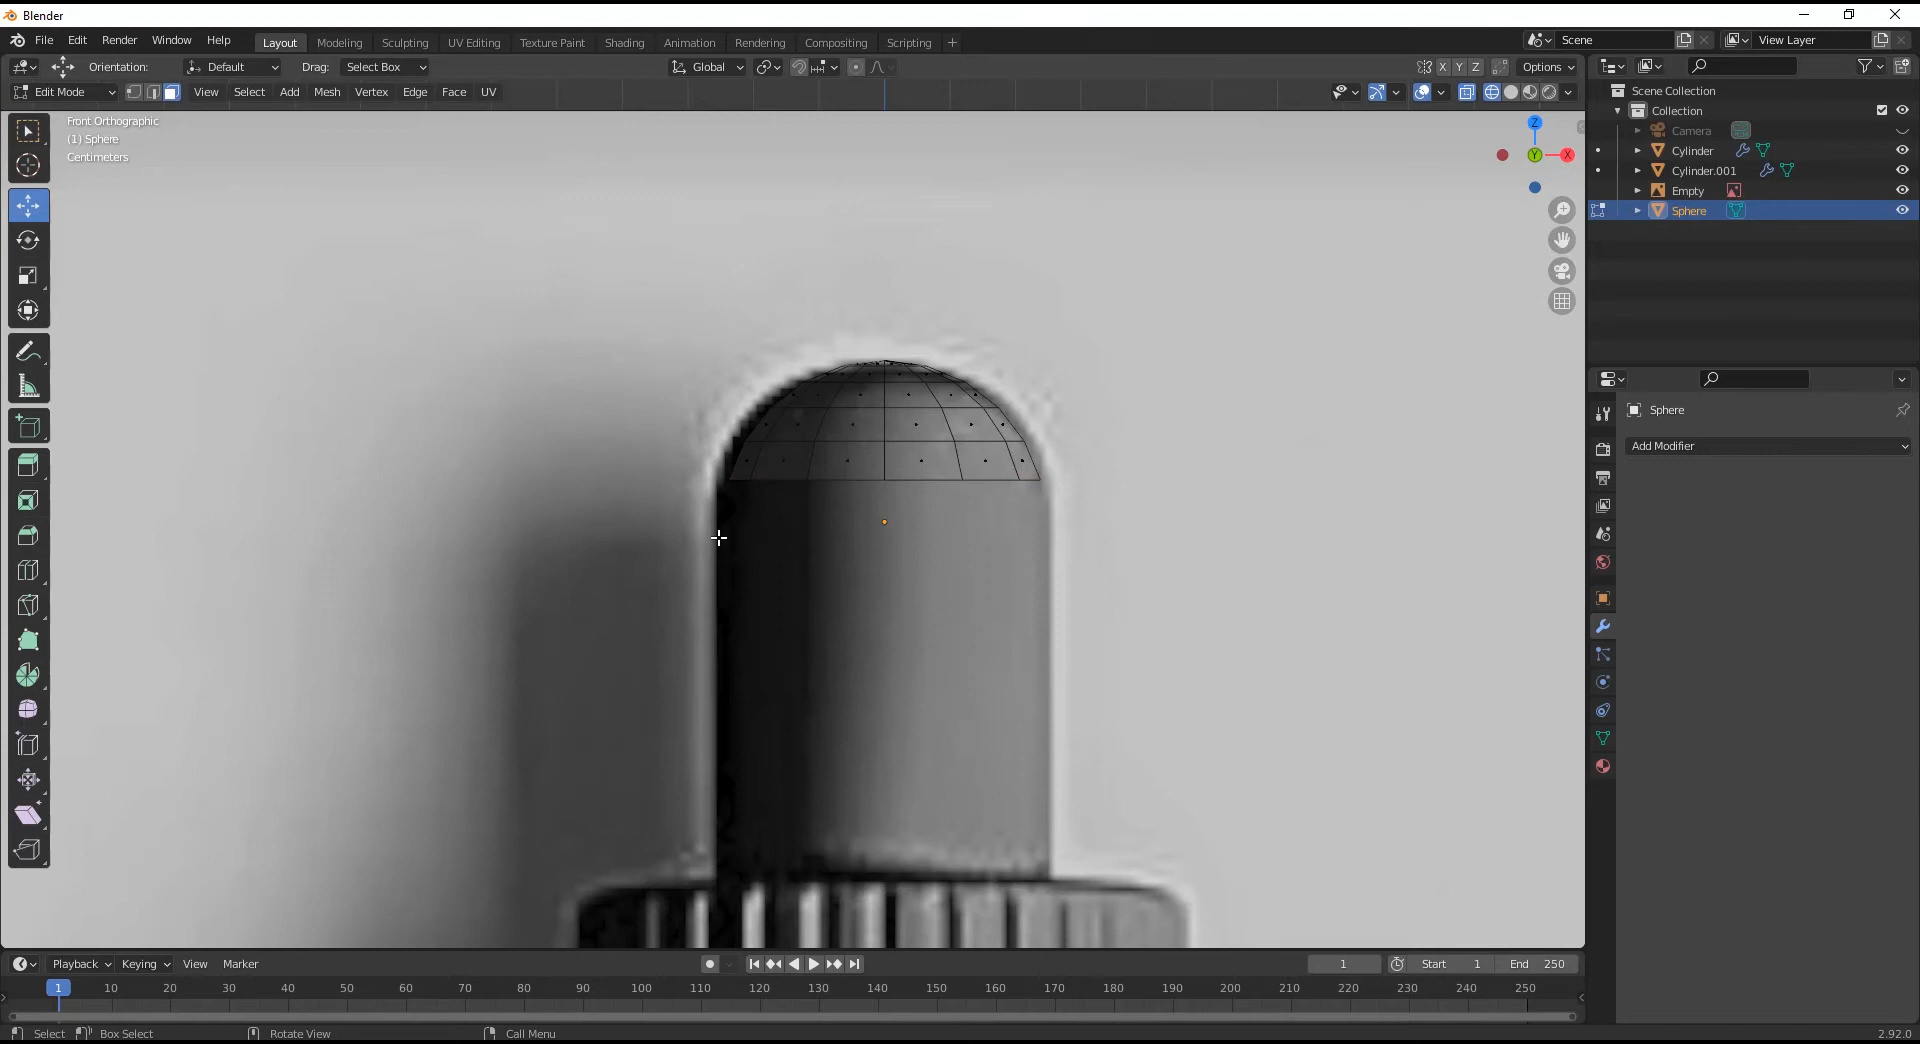 Blender
File Edit Render Window Help
Layout Modeling Sculpting UV Editing Texture Paint Shading Animation Rendering Compositing Scripting +
Scene View Layer
Orientation: Default Drag: Select Box Global X Y Z Options
Edit Mode View Select Add Mesh Vertex Edge Face UV
Front Orthographic
(1) Sphere
Centimeters
Z
Y
X
Scene Collection
Collection
Camera
Cylinder
Cylinder.001
Empty
Sphere
Sphere
Add Modifier
Playback Keying View Marker 1 Start 1 End 250
1 10 20 30 40 50 60 70 80 90 100 110 120 130 140 150 160 170 180 190 200 210 220 230 240 250
Select Box Select Rotate View Call Menu 2.92.0